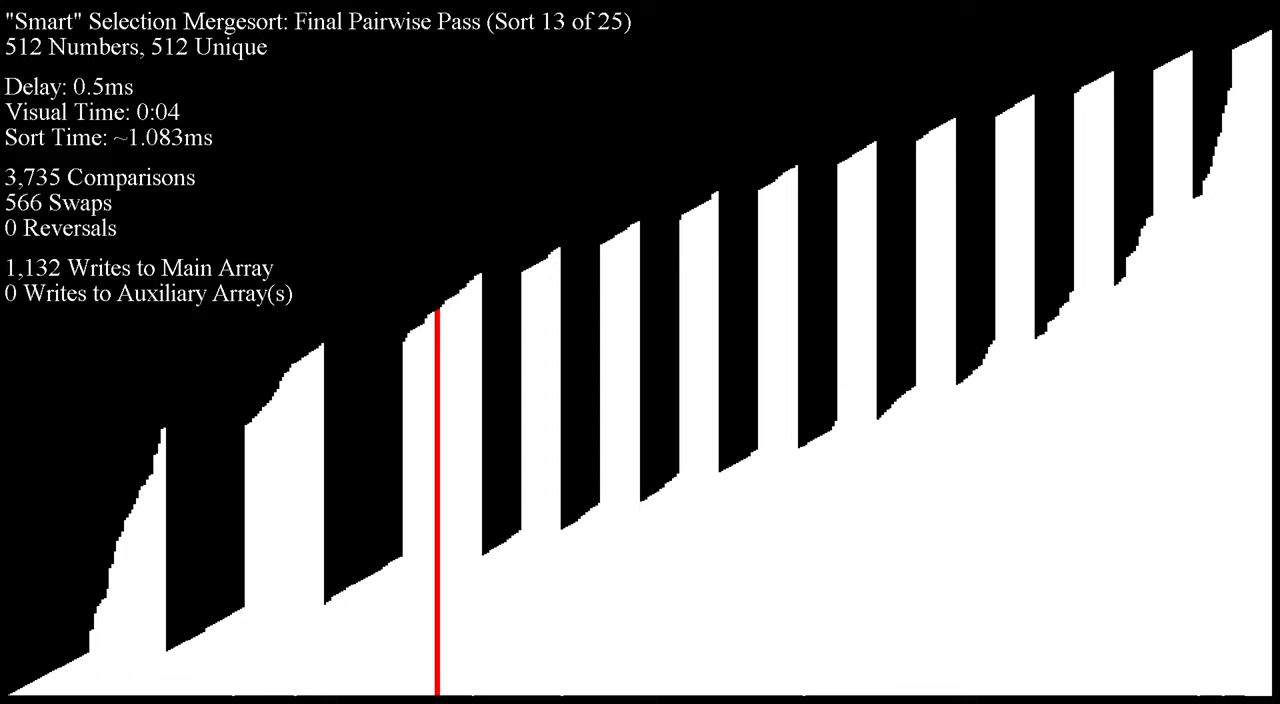 "Smart" Selection Mergesort: Final Pairwise Pass (Sort 13 of 25)
512 Numbers, 512 Unique
Delay: 0.5ms
Visual Time: 0:04
Sort Time: ~1.083ms
3,735 Comparisons
566 Swaps
0 Reversals
1,132 Writes to Main Array
0 Writes to Auxiliary Array(s)